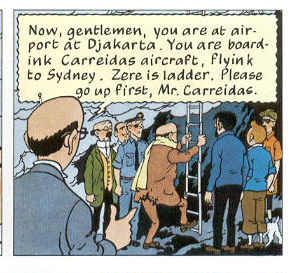 Now, gentlemen, you are at air-
port at Djakarta. You are board-
ink Carreidas aircraft, flyink
to Sydney. Zere is ladder. Please
go up first, Mr. Carreidas.